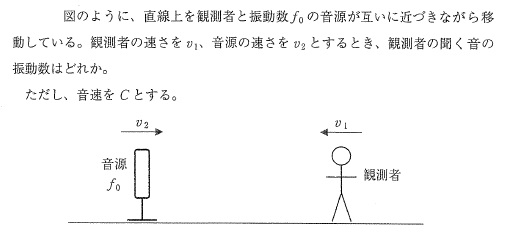 図のように、直線上を観測者と振動数f₀の音源が互いに近づきながら移
動している。観測者の速さをv₁、音源の速さをv₂とするとき、観測者の聞く音の
振動数はどれか。
ただし、音速をCとする。
v₂
v₁
音源
f₀
観測者